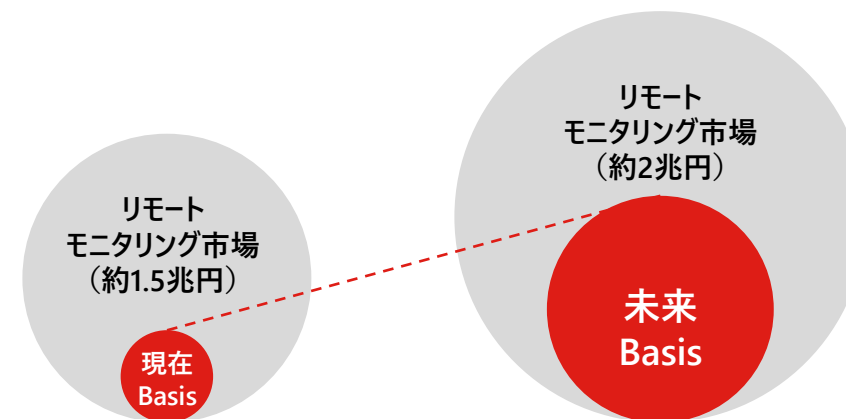 リモート
モニタリング市場
（約1.5兆円）
現在
Basis
リモート
モニタリング市場
（約2兆円）
未来
Basis